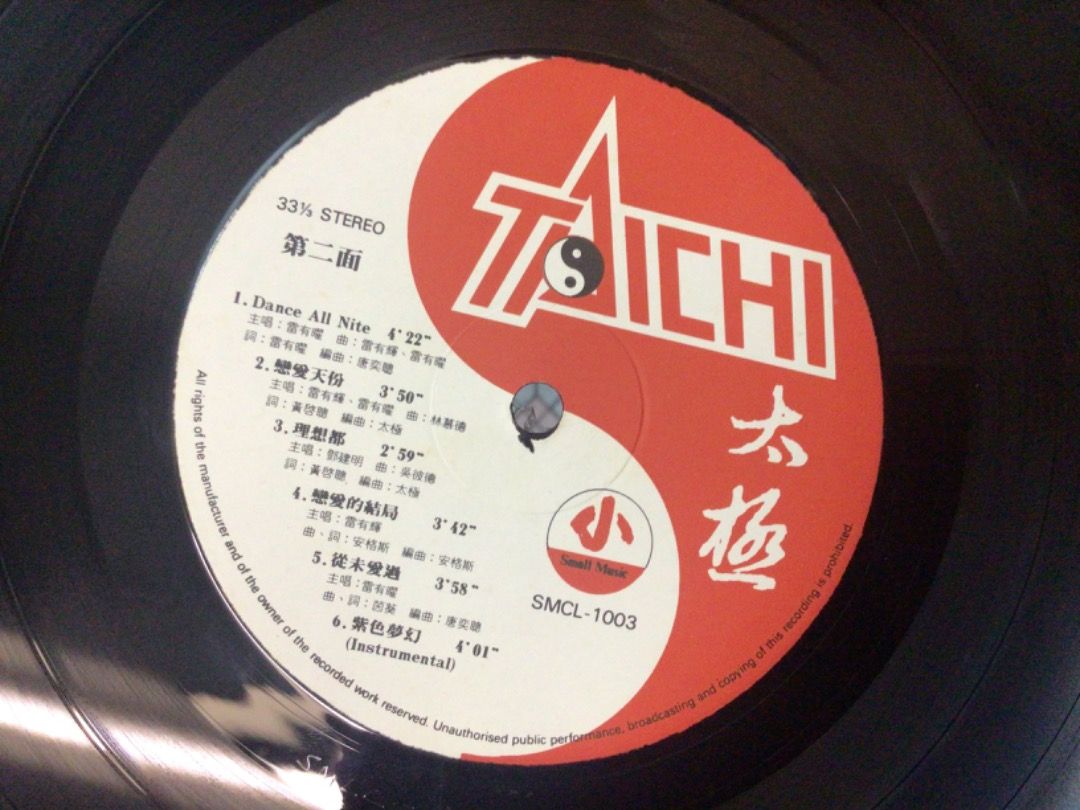 TAICHI
太極
33⅓ STEREO
第二面
1. Dance All Nite 4'22"
主唱：雷有曜 曲：雷有輝、雷有曜
詞：雷有曜 編曲：唐奕聰
2. 戀愛天份 3'50"
主唱：雷有輝、雷有曜 曲：林慕德
詞：黃啓聰 編曲：太極
3. 理想都 2'59"
主唱：鄧建明 曲：吳彼德
詞：黃啓聰 編曲：太極
4. 戀愛的結局 3'42"
主唱：雷有輝
曲、詞：安格斯 編曲：安格斯
5. 從未愛過 3'58"
主唱：雷有曜
曲、詞：茵葵 編曲：唐奕聰
6. 紫色夢幻 4'01"
(Instrumental)
小
Small Music
SMCL-1003
All rights of the manufacturer and of the owner of the recorded work reserved. Unauthorised public performance, broadcasting and copying of this recording is prohibited.